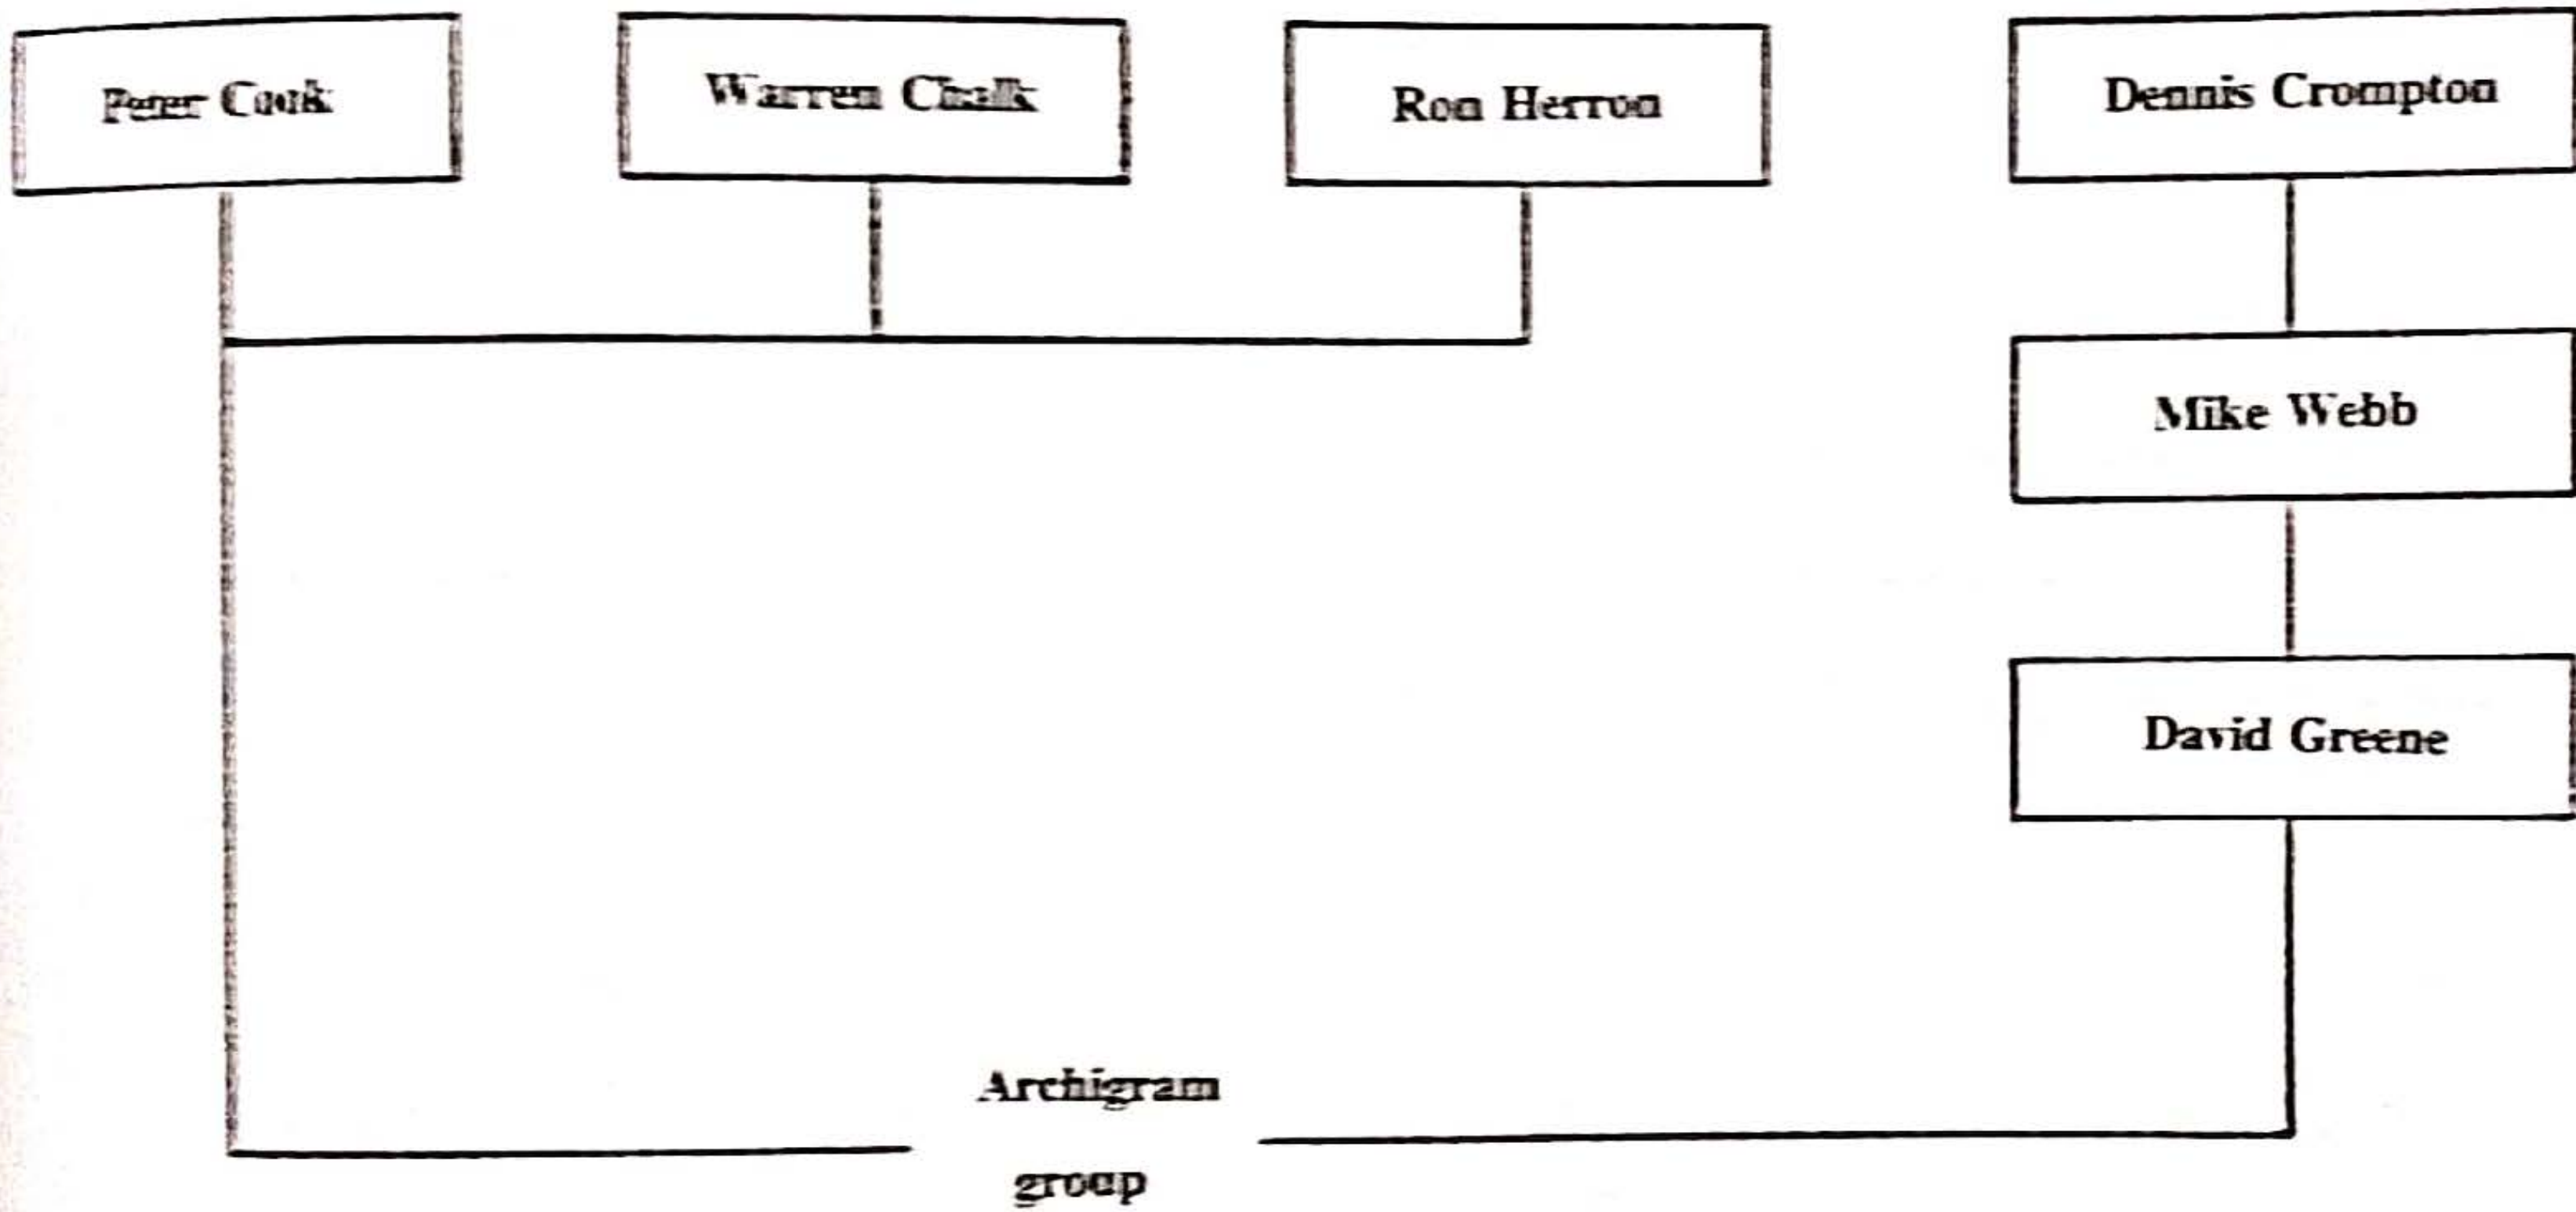 Peter Cook
Warren Chalk
Ron Herron
Dennis Crompton
Mike Webb
David Greene
Archigram
group